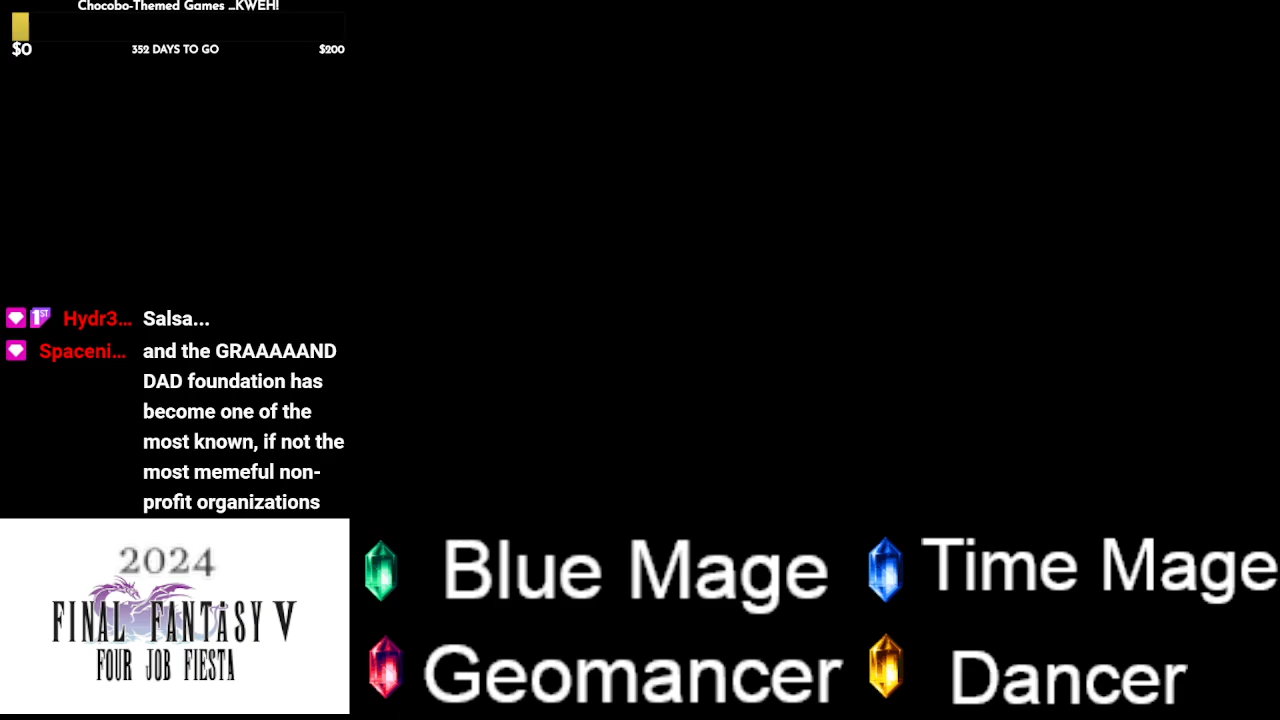 Chocobo-Themed Games ...KWEH!
$0 352 DAYS TO GO $200
1ST Hydr3... Salsa...
Spaceni... and the GRAAAAAND
DAD foundation has
become one of the
most known, if not the
most memeful non-
profit organizations
2024
FINAL FANTASY V
FOUR JOB FIESTA
Blue Mage
Time Mage
Geomancer
Dancer